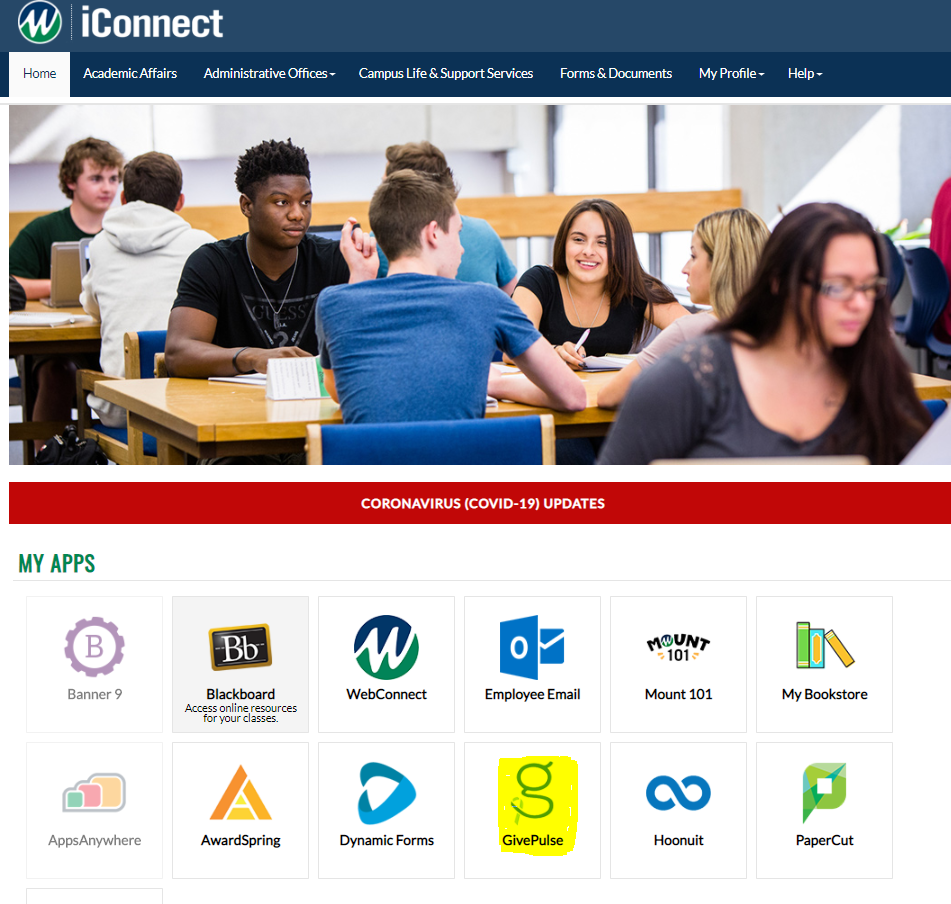 W iConnect
Home Academic Affairs Administrative Offices Campus Life & Support Services Forms & Documents My Profile Help
GUESS
CORONAVIRUS (COVID-19) UPDATES
MY APPS
B Bb W O MOUNT 101
Banner 9 Blackboard WebConnect Employee Email Mount 101 My Bookstore
Access online resources
for your classes.
g
AppsAnywhere AwardSpring Dynamic Forms GivePulse Hoonuit PaperCut